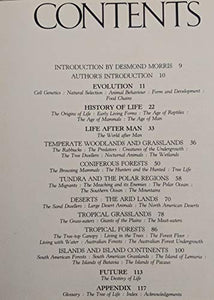 CONTENTS
INTRODUCTION BY DESMOND MORRIS 9
AUTHOR'S INTRODUCTION 10
EVOLUTION 11
Cell Genetics : Natural Selection : Animal Behaviour : Form and Development :
Food Chains
HISTORY OF LIFE 22
The Origins of Life : Early Living Forms : The Age of Reptiles :
The Age of Mammals : The Age of Man
LIFE AFTER MAN 33
The World after Man
TEMPERATE WOODLANDS AND GRASSLANDS 36
The Rabbucks : The Predators : Creatures of the Undergrowth :
The Tree Dwellers : Nocturnal Animals : The Wetlands
CONIFEROUS FORESTS 50
The Browsing Mammals : The Hunters and the Hunted : Tree Life
TUNDRA AND THE POLAR REGIONS 58
The Migrants : The Meaching and its Enemies : The Polar Ocean :
The Southern Ocean : The Mountains
DESERTS : THE ARID LANDS 70
The Sand Dwellers : Large Desert Animals : The North American Deserts
TROPICAL GRASSLANDS 78
The Grass-eaters : Giants of the Plains : The Meat-eaters
TROPICAL FORESTS 86
The Tree-top Canopy : Living in the Trees : The Forest Floor :
Living with Water : Australian Forests : The Australian Forest Undergrowth
ISLANDS AND ISLAND CONTINENTS 100
South American Forests : South American Grasslands : The Island of Lemuria :
The Islands of Batavia : The Islands of Pacaus
FUTURE 113
The Destiny of Life
APPENDIX 117
Glossary : The Tree of Life : Index : Acknowledgements